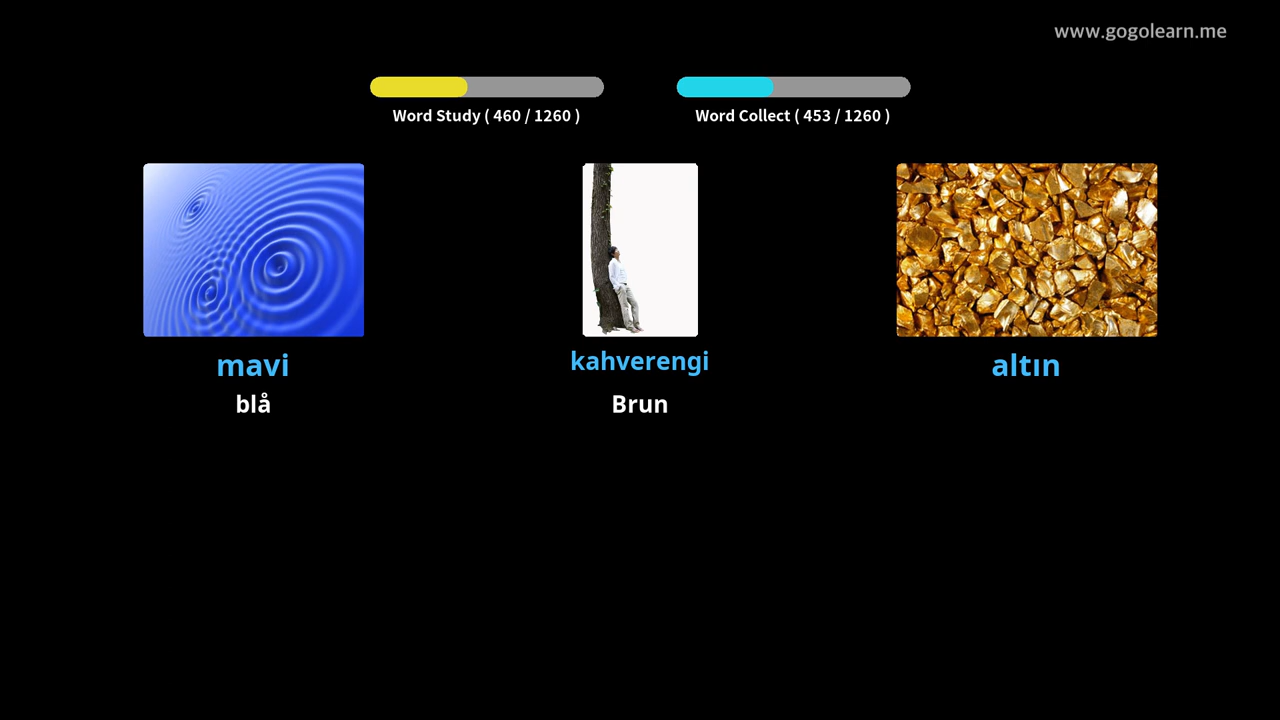 www.gogolearn.me
Word Study ( 460 / 1260 )
Word Collect ( 453 / 1260 )
mavi
kahverengi
altın
blå
Brun